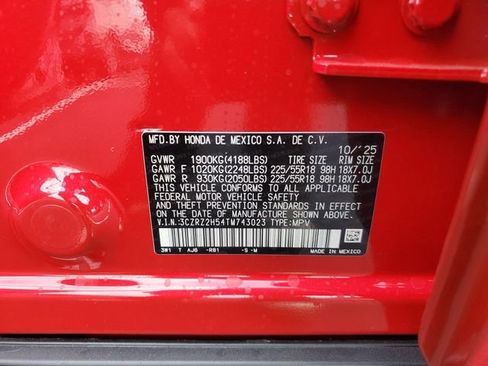 MFD.BY HONDA DE MEXICO S.A. DE C.V.
10/'25
GVWR 1900KG(4188LBS) TIRE SIZE RIM SIZE
GAWR F 1020KG(2248LBS) 225/55R18 98H 18X7.0J
GAWR R 930KG(2050LBS) 225/55R18 98H 18X7.0J
THIS VEHICLE CONFORMS TO ALL APPLICABLE
FEDERAL MOTOR VEHICLE SAFETY AND
THEFT PREVENTION STANDARDS IN EFFECT ON
THE DATE OF MANUFACTURE SHOWN ABOVE.
V.I.N.:3CZRZ2H54TM743023 TYPE:MPV
3W1 T AJ6 -R81 -S -M MADE IN MEXICO